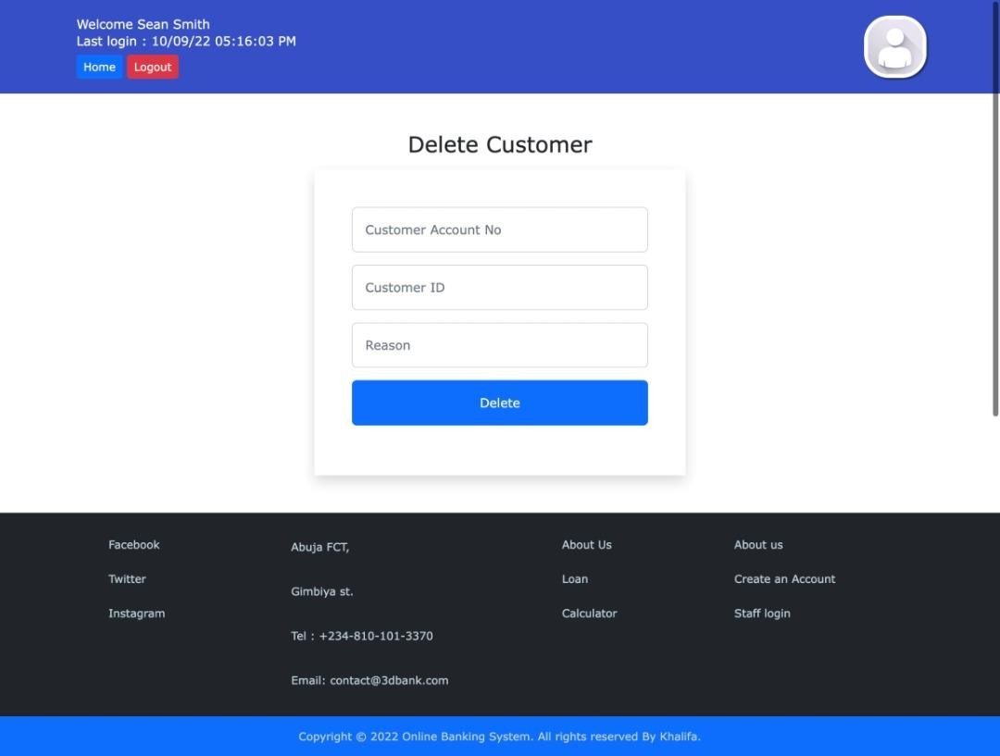 Welcome Sean Smith
Last login : 10/09/22 05:16:03 PM
Home Logout
Delete Customer
Customer Account No
Customer ID
Reason
Delete
Facebook
Twitter
Instagram
Abuja FCT,
Gimbiya st.
Tel : +234-810-101-3370
Email: contact@3dbank.com
About Us
Loan
Calculator
About us
Create an Account
Staff login
Copyright © 2022 Online Banking System. All rights reserved By Khalifa.